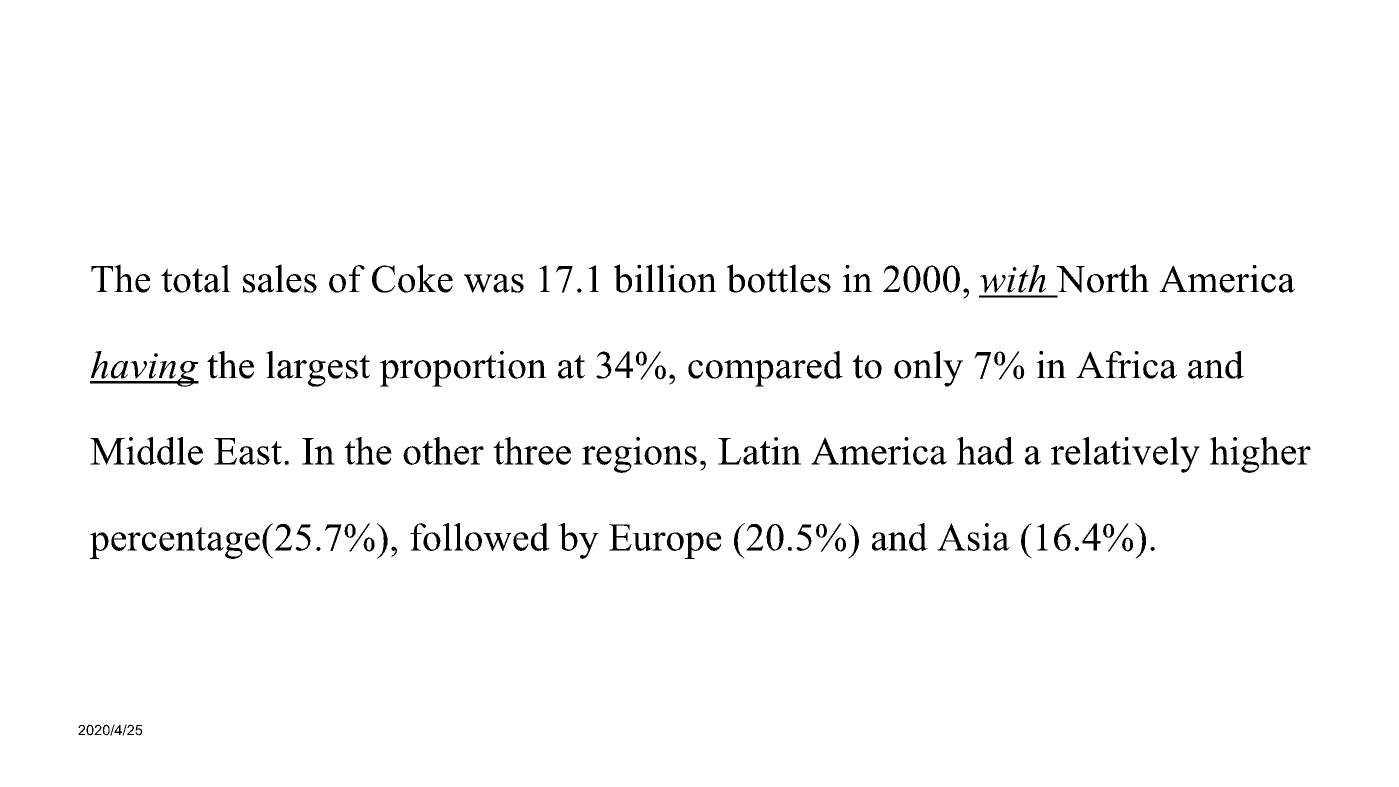 The total sales of Coke was 17.1 billion bottles in 2000, with North America
having the largest proportion at 34%, compared to only 7% in Africa and
Middle East. In the other three regions, Latin America had a relatively higher
percentage(25.7%), followed by Europe (20.5%) and Asia (16.4%).
2020/4/25